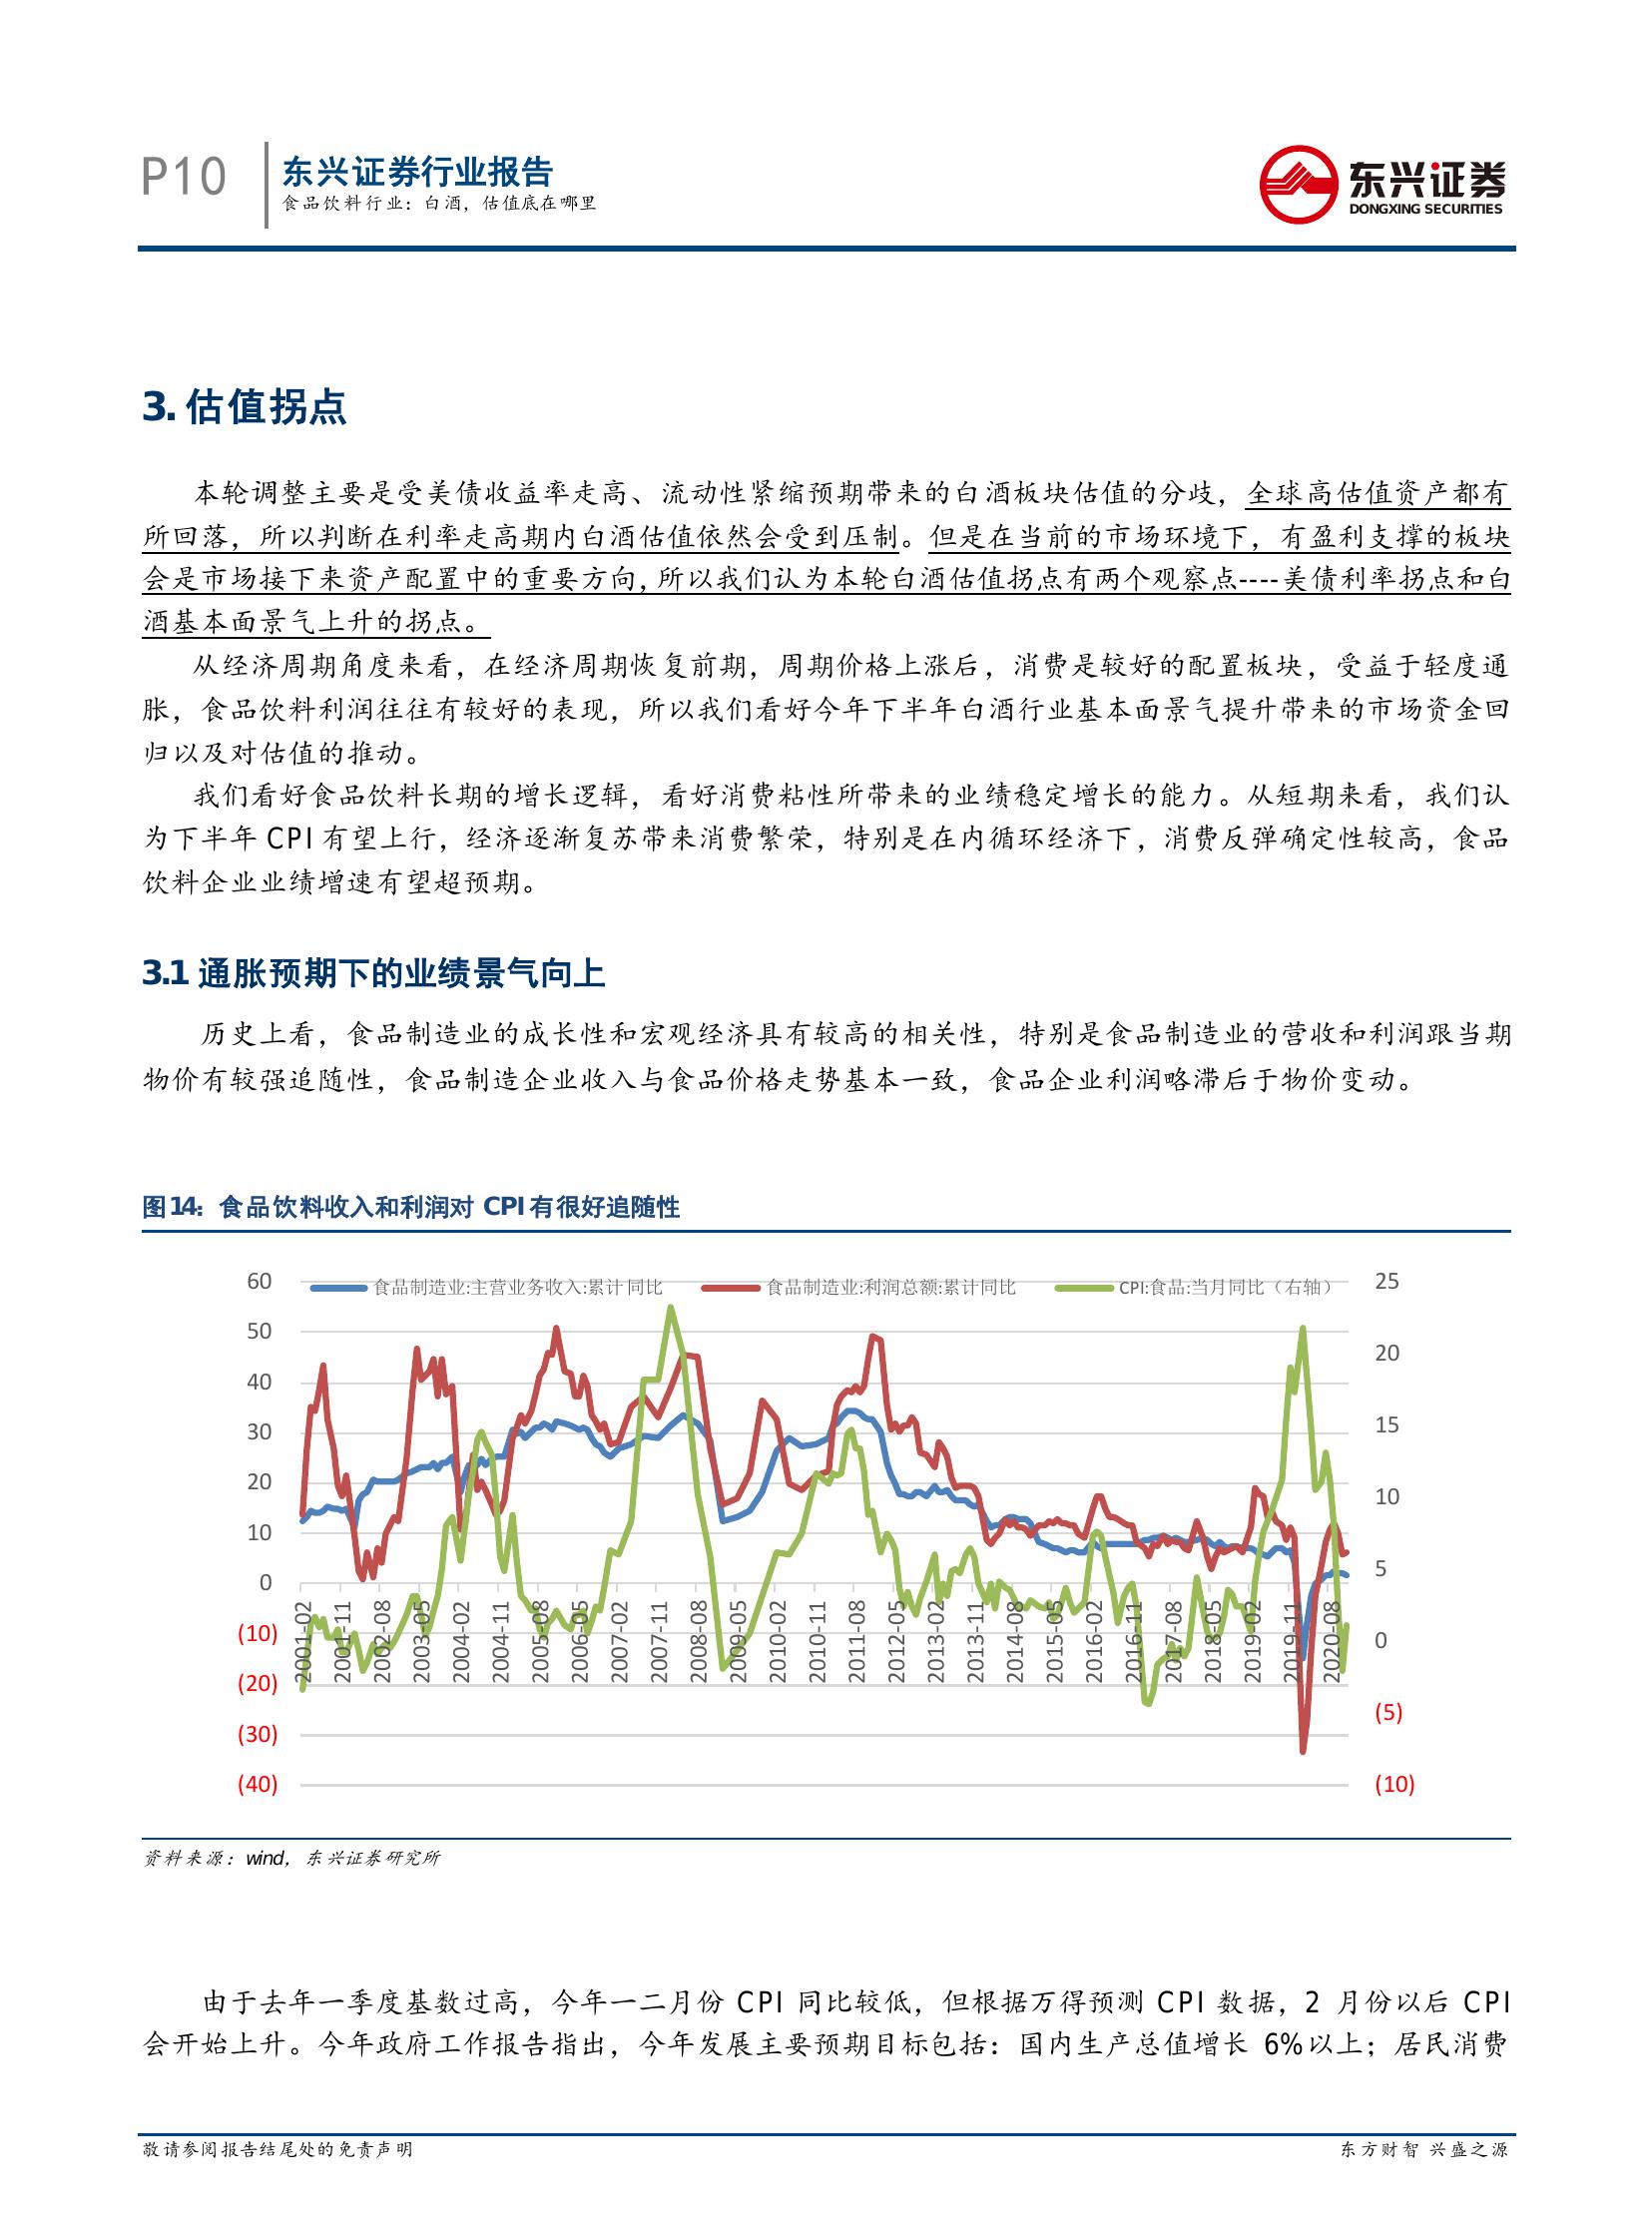 P10
东兴证券行业报告
食品饮料行业：白酒，估值底在哪里
东兴证券
DONGXING SECURITIES
3. 估值拐点
本轮调整主要是受美债收益率走高、流动性紧缩预期带来的白酒板块估值的分歧，全球高估值资产都有
所回落，所以判断在利率走高期内白酒估值依然会受到压制。但是在当前的市场环境下，有盈利支撑的板块
会是市场接下来资产配置中的重要方向，所以我们认为本轮白酒估值拐点有两个观察点----美债利率拐点和白
酒基本面景气上升的拐点。
从经济周期角度来看，在经济周期恢复前期，周期价格上涨后，消费是较好的配置板块，受益于轻度通
胀，食品饮料利润往往有较好的表现，所以我们看好今年下半年白酒行业基本面景气提升带来的市场资金回
归以及对估值的推动。
我们看好食品饮料长期的增长逻辑，看好消费粘性所带来的业绩稳定增长的能力。从短期来看，我们认
为下半年 CPI 有望上行，经济逐渐复苏带来消费繁荣，特别是在内循环经济下，消费反弹确定性较高，食品
饮料企业业绩增速有望超预期。
3.1 通胀预期下的业绩景气向上
历史上看，食品制造业的成长性和宏观经济具有较高的相关性，特别是食品制造业的营收和利润跟当期
物价有较强追随性，食品制造企业收入与食品价格走势基本一致，食品企业利润略滞后于物价变动。
图14：食品饮料收入和利润对 CPI 有很好追随性
食品制造业:主营业务收入:累计同比
食品制造业:利润总额:累计同比
CPI:食品:当月同比（右轴）
60
50
40
30
20
10
0
(10)
(20)
(30)
(40)
25
20
15
10
5
0
(5)
(10)
2001-02
2001-11
2002-08
2003-05
2004-02
2004-11
2005-08
2006-05
2007-02
2007-11
2008-08
2009-05
2010-02
2010-11
2011-08
2012-05
2013-02
2013-11
2014-08
2015-05
2016-02
2016-11
2017-08
2018-05
2019-02
2019-11
2020-08
资料来源：wind，东兴证券研究所
由于去年一季度基数过高，今年一二月份 CPI 同比较低，但根据万得预测 CPI 数据，2 月份以后 CPI
会开始上升。今年政府工作报告指出，今年发展主要预期目标包括：国内生产总值增长 6%以上；居民消费
敬请参阅报告结尾处的免责声明
东方财智 兴盛之源